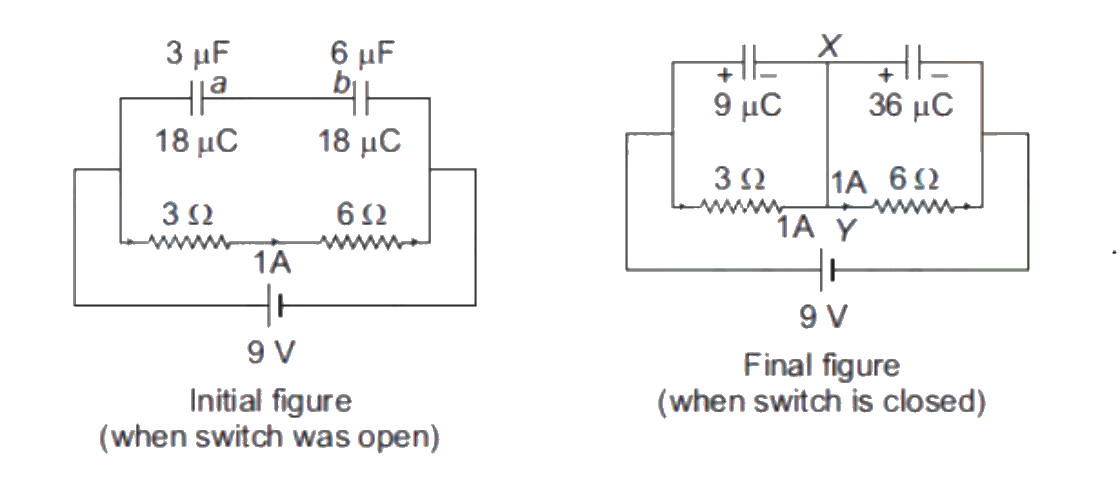 3 μF
6 μF
a
b
18 μC
18 μC
3 Ω
6 Ω
1A
9 V
Initial figure
(when switch was open)
X
+ –
+ –
9 μC
36 μC
3 Ω
1A
6 Ω
1A
Y
9 V
Final figure
(when switch is closed)